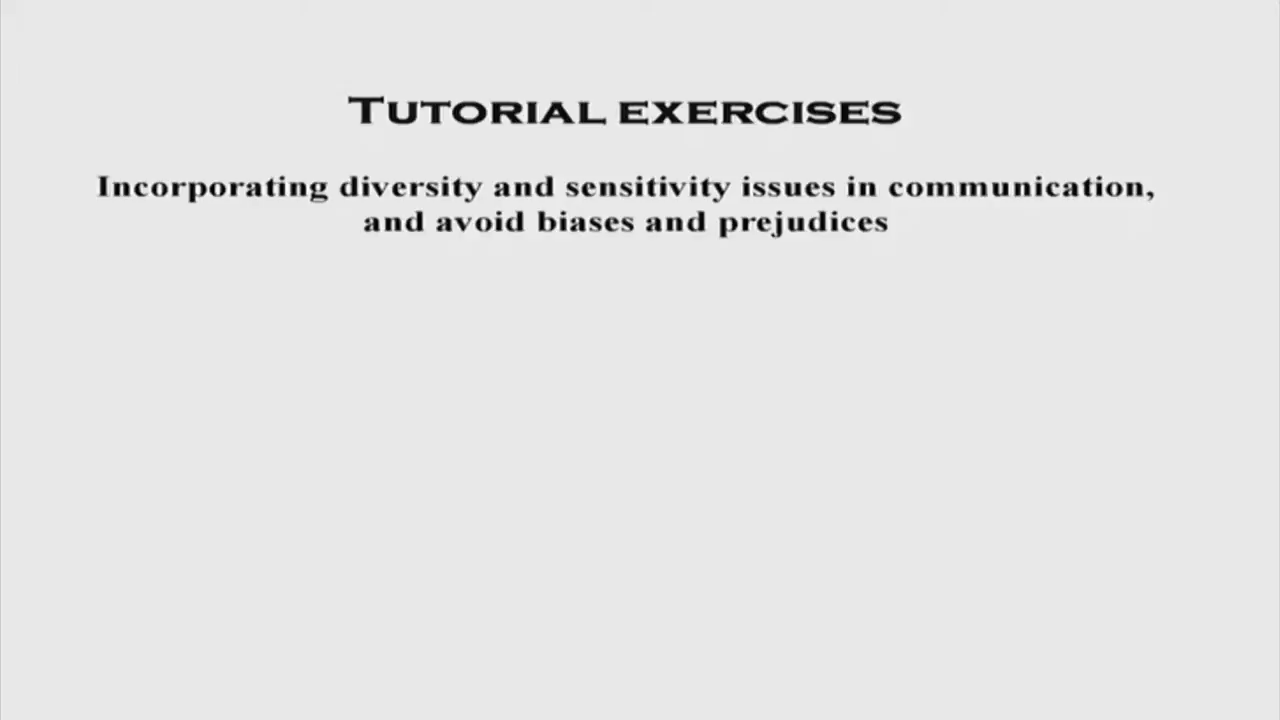 TUTORIAL EXERCISES
Incorporating diversity and sensitivity issues in communication,
and avoid biases and prejudices